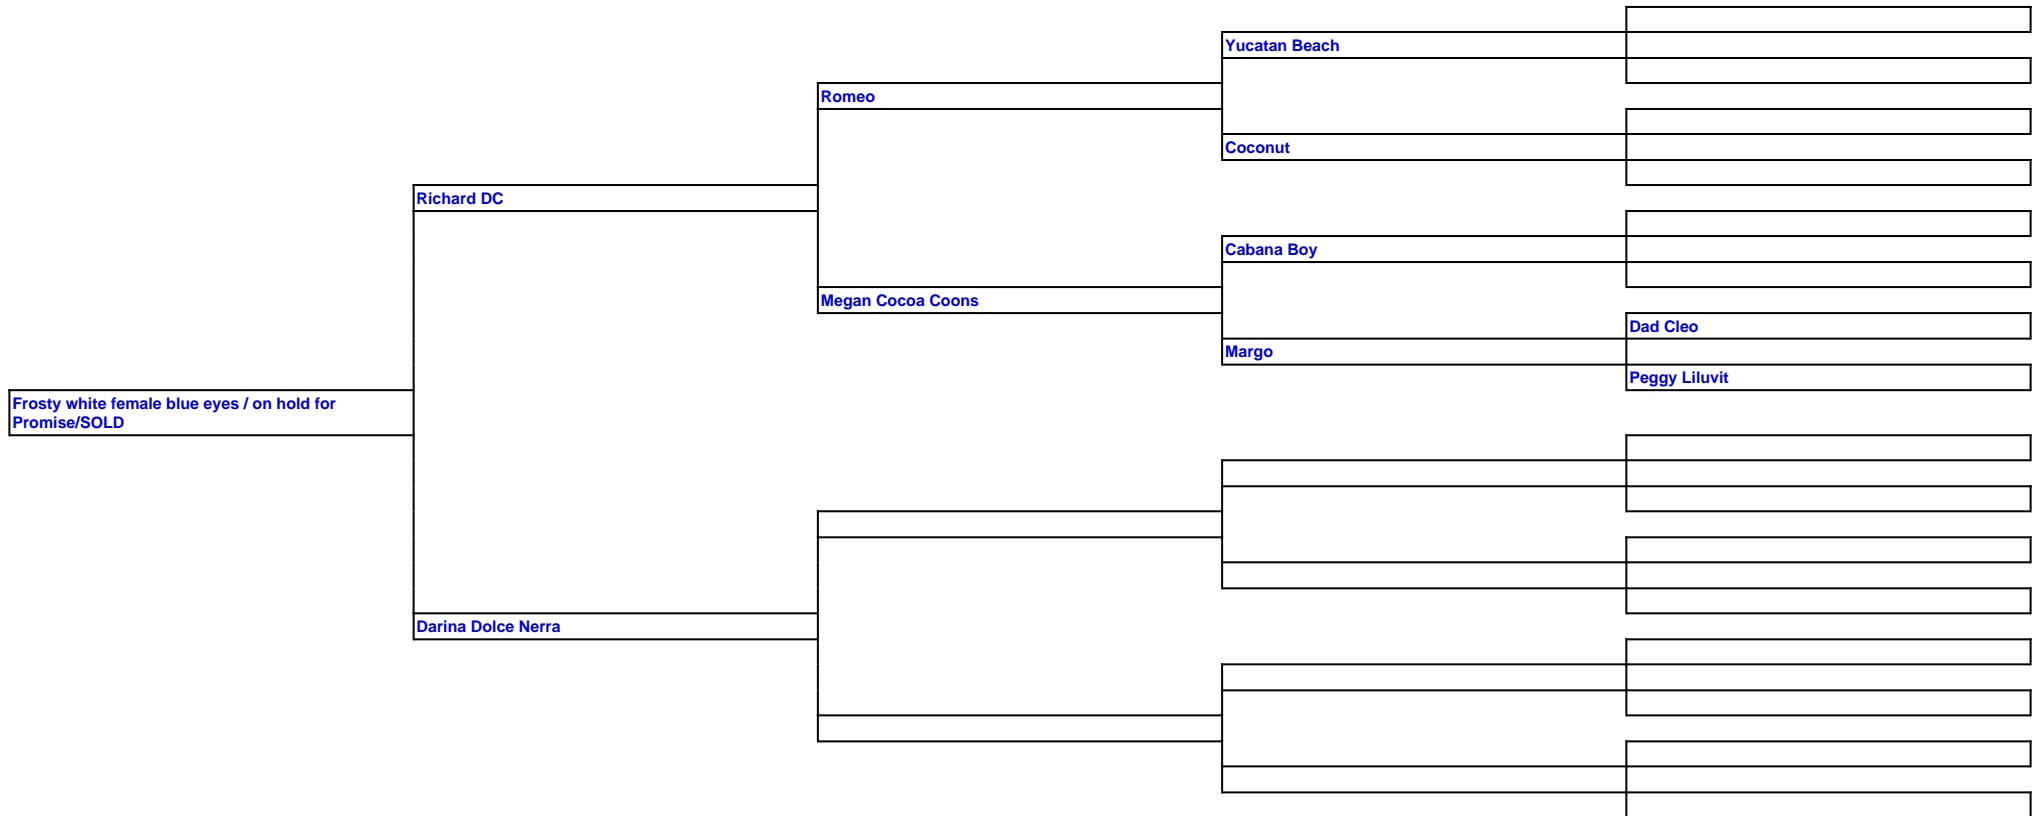 Yucatan Beach
Romeo
Coconut
Richard DC
Cabana Boy
Megan Cocoa Coons
Dad Cleo
Margo
Peggy Liluvit
Frosty white female blue eyes / on hold for
Promise/SOLD
Darina Dolce Nerra